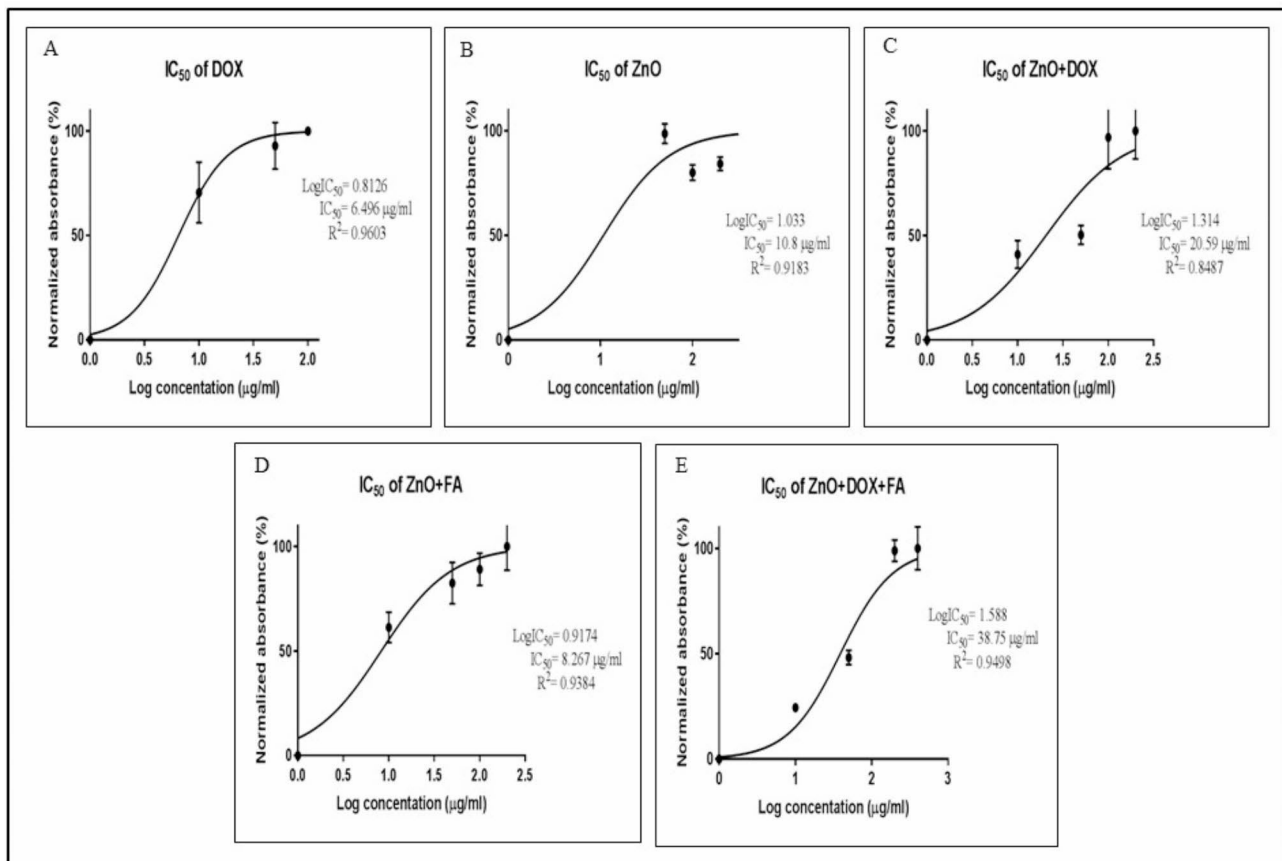 A
IC50 of DOX
Normalized absorbance (%)
100
50
0
0.0 0.5 1.0 1.5 2.0
Log concentation (μg/ml)
LogIC50= 0.8126
IC50= 6.496 μg/ml
R2= 0.9603
B
IC50 of ZnO
Normalized absorbance (%)
100
50
0
0 1 2
Log concentation (μg/ml)
LogIC50= 1.033
IC50= 10.8 μg/ml
R2= 0.9183
C
IC50 of ZnO+DOX
Normalized absorbance (%)
100
50
0
0.0 0.5 1.0 1.5 2.0 2.5
Log concentation (μg/ml)
LogIC50= 1.314
IC50= 20.59 μg/ml
R2= 0.8487
D
IC50 of ZnO+FA
Normalized absorbance (%)
100
50
0
0.0 0.5 1.0 1.5 2.0 2.5
Log concentation (μg/ml)
LogIC50= 0.9174
IC50= 8.267 μg/ml
R2= 0.9384
E
IC50 of ZnO+DOX+FA
Normalized absorbance (%)
100
50
0
0 1 2 3
Log concentation (μg/ml)
LogIC50= 1.588
IC50= 38.75 μg/ml
R2= 0.9498